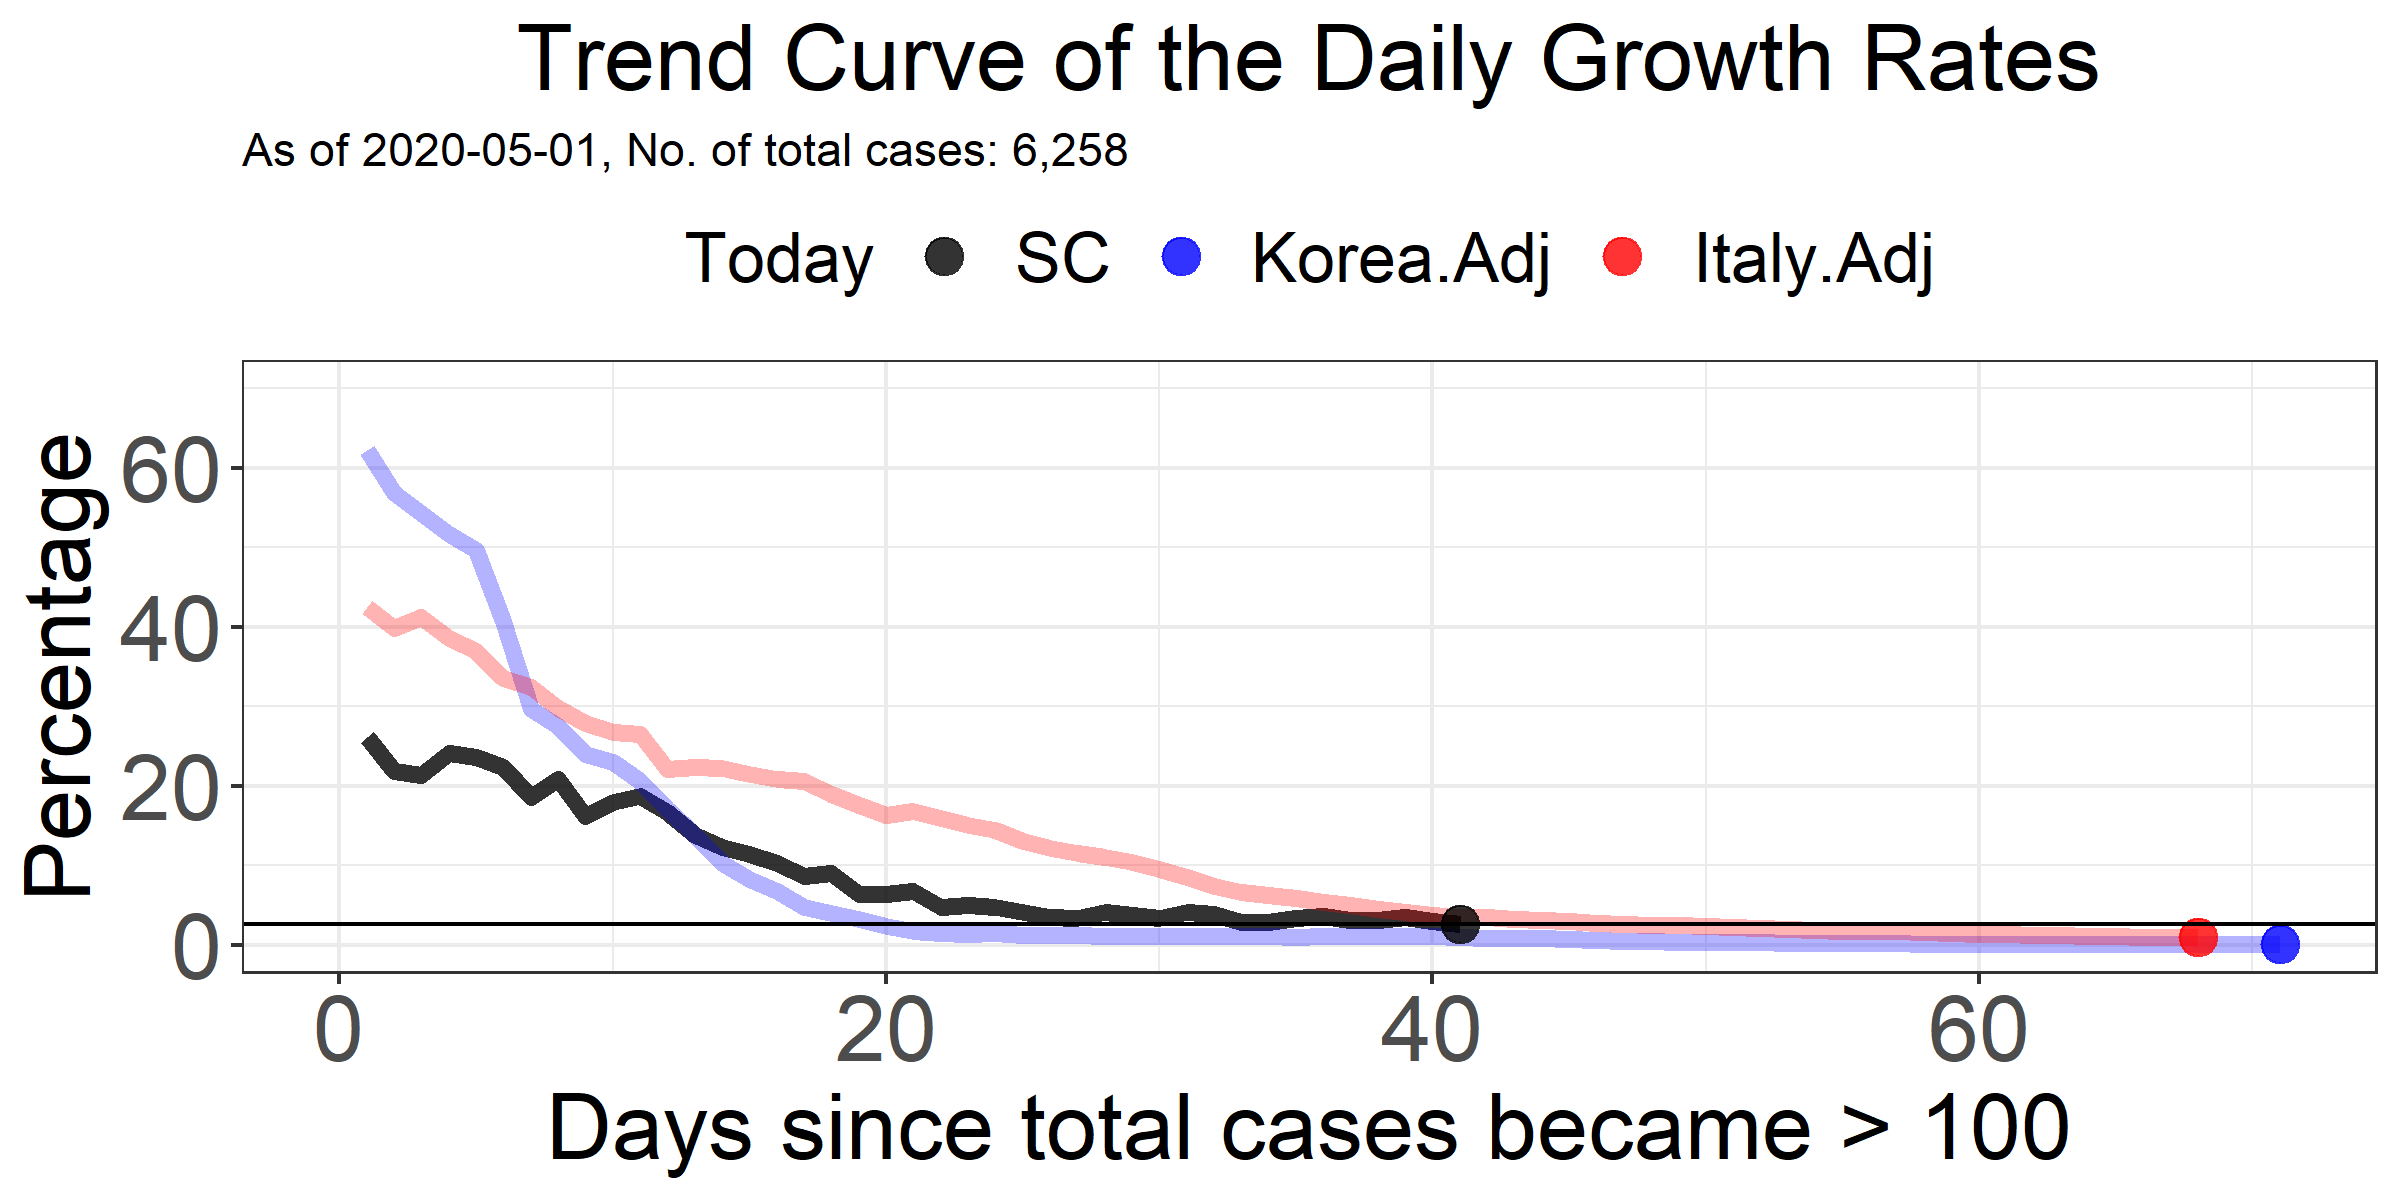 Trend Curve of the Daily Growth Rates
As of 2020-05-01, No. of total cases: 6,258
Today SC Korea.Adj Italy.Adj
Percentage
60
40
20
0
0 20 40 60
Days since total cases became > 100